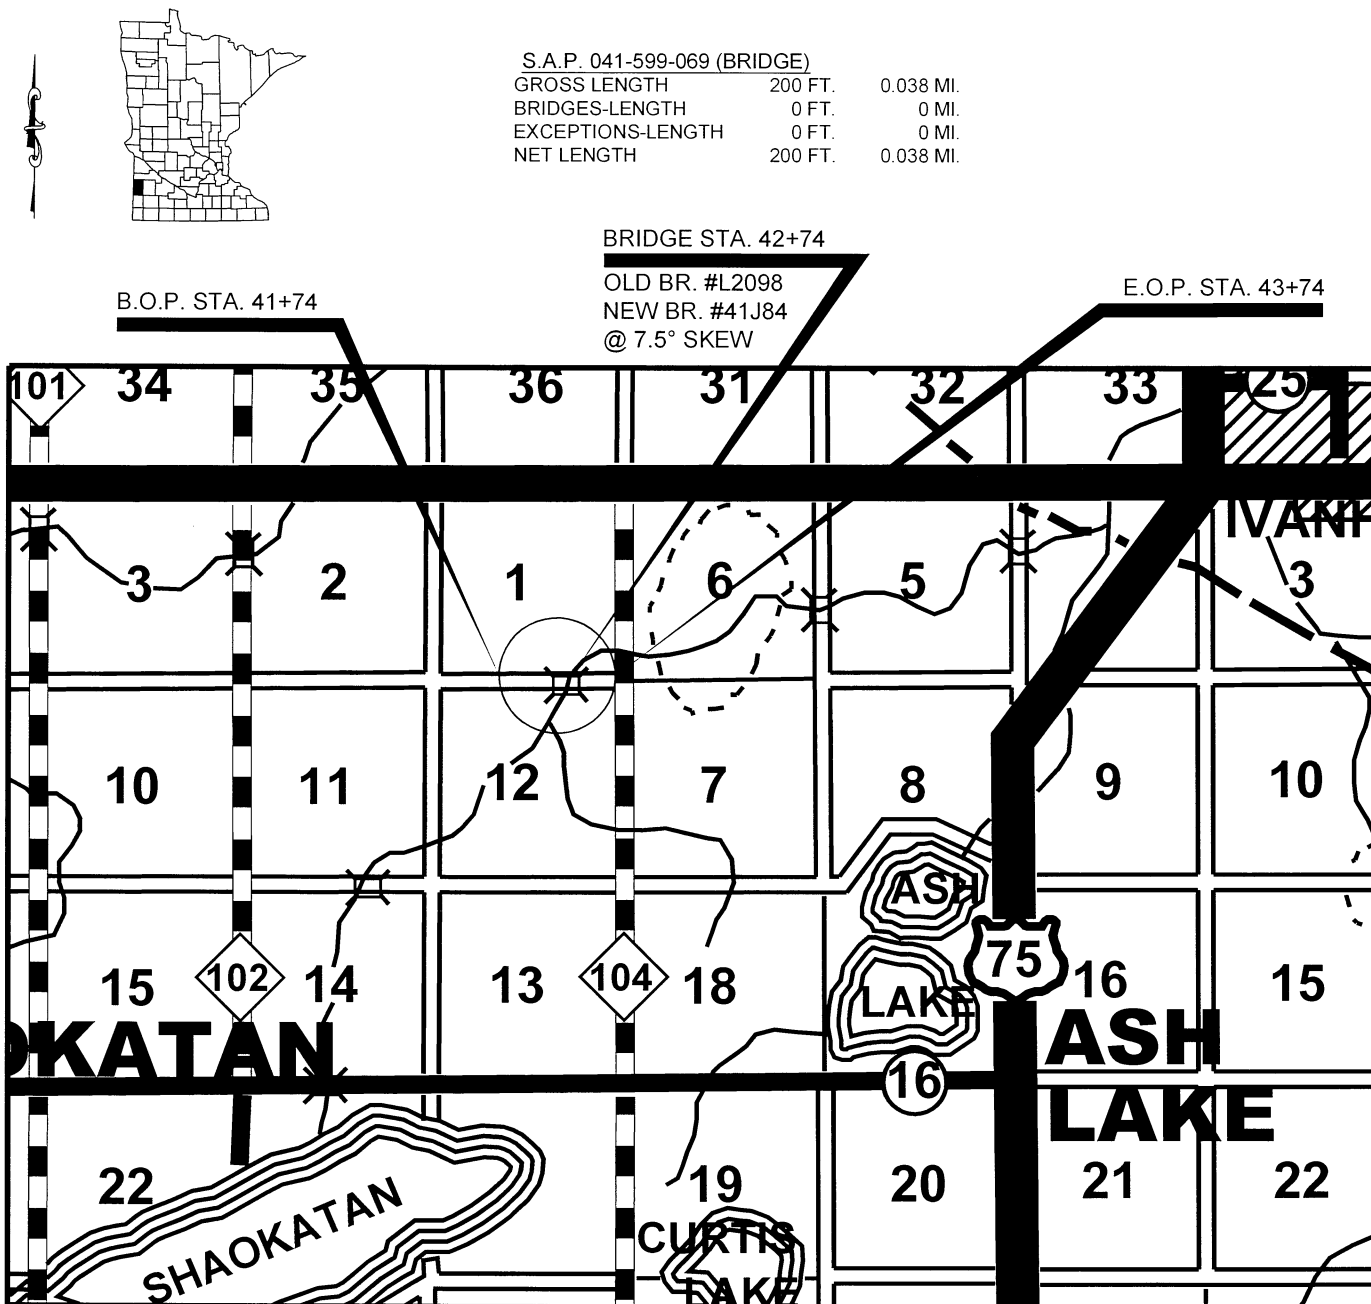 S.A.P. 041-599-069 (BRIDGE)
GROSS LENGTH 200 FT. 0.038 MI.
BRIDGES-LENGTH 0 FT. 0 MI.
EXCEPTIONS-LENGTH 0 FT. 0 MI.
NET LENGTH 200 FT. 0.038 MI.
BRIDGE STA. 42+74
OLD BR. #L2098
NEW BR. #41J84
@ 7.5° SKEW
B.O.P. STA. 41+74
E.O.P. STA. 43+74
101 34 35 36 31 32 33 25
3 2 1 6 5 3
10 11 12 7 8 9 10
ASH
LAKE
75
15 102 14 13 104 18 16 15
OKATAN
ASH
LAKE
16
22 19 20 21 22
SHAOKATAN
CURTIS
LAKE